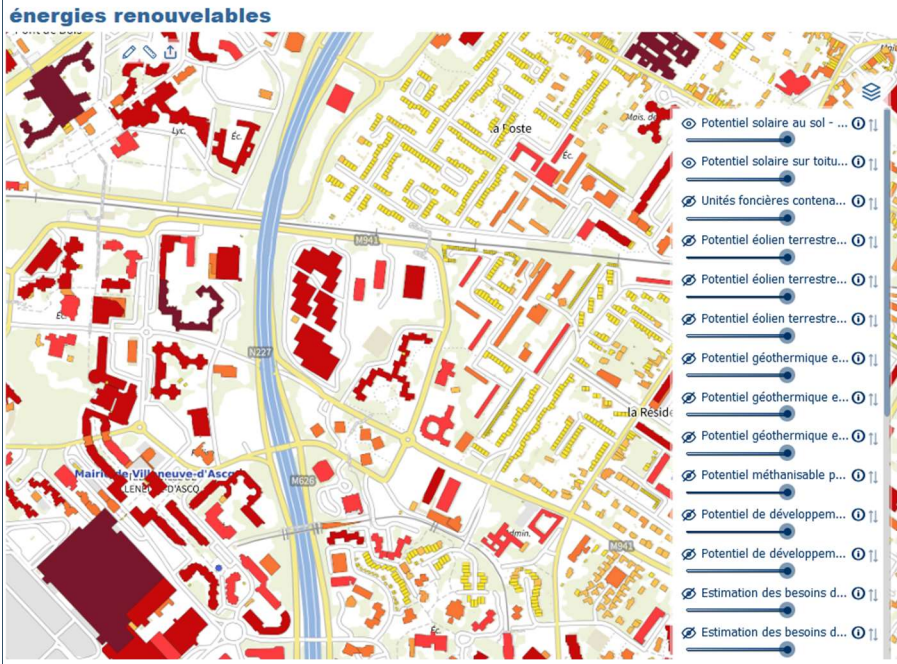 énergies renouvelables
Lyc.
Éc.
la Poste
Éc.
Mais. de
Potentiel solaire au sol - ...
Potentiel solaire sur toitu...
Unités foncières contena...
Potentiel éolien terrestre...
Potentiel éolien terrestre...
Potentiel éolien terrestre...
Potentiel géothermique e...
Potentiel géothermique e...
Potentiel géothermique e...
Potentiel méthanisable p...
Potentiel de développem...
Potentiel de développem...
Estimation des besoins d...
Estimation des besoins d...
M941
Éc.
N227
la Réside
Mairie de Villeneuve-d'Ascq
M626
Admin.
M941
Éc.